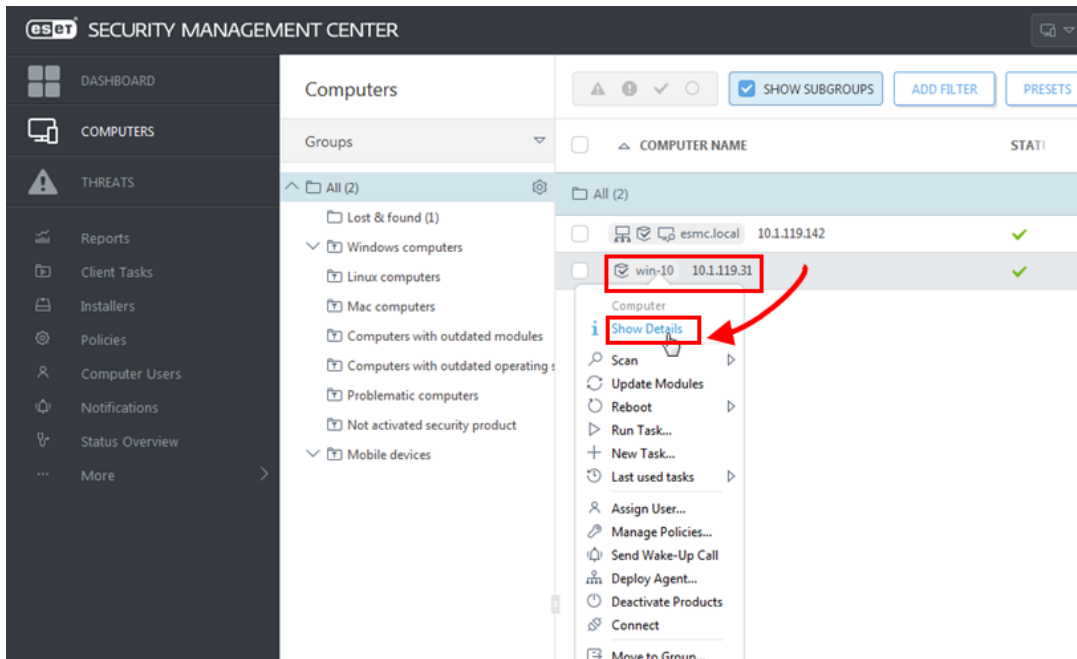 eset SECURITY MANAGEMENT CENTER
DASHBOARD
COMPUTERS
THREATS
Reports
Client Tasks
Installers
Policies
Computer Users
Notifications
Status Overview
More
Computers
Groups
All (2)
Lost & found (1)
Windows computers
Linux computers
Mac computers
Computers with outdated modules
Computers with outdated operating s
Problematic computers
Not activated security product
Mobile devices
SHOW SUBGROUPS ADD FILTER PRESETS
COMPUTER NAME STATU
All (2)
esmc.local 10.1.119.142
win-10 10.1.119.31
Computer
Show Details
Scan
Update Modules
Reboot
Run Task...
New Task...
Last used tasks
Assign User...
Manage Policies...
Send Wake-Up Call
Deploy Agent...
Deactivate Products
Connect
Move to Group...